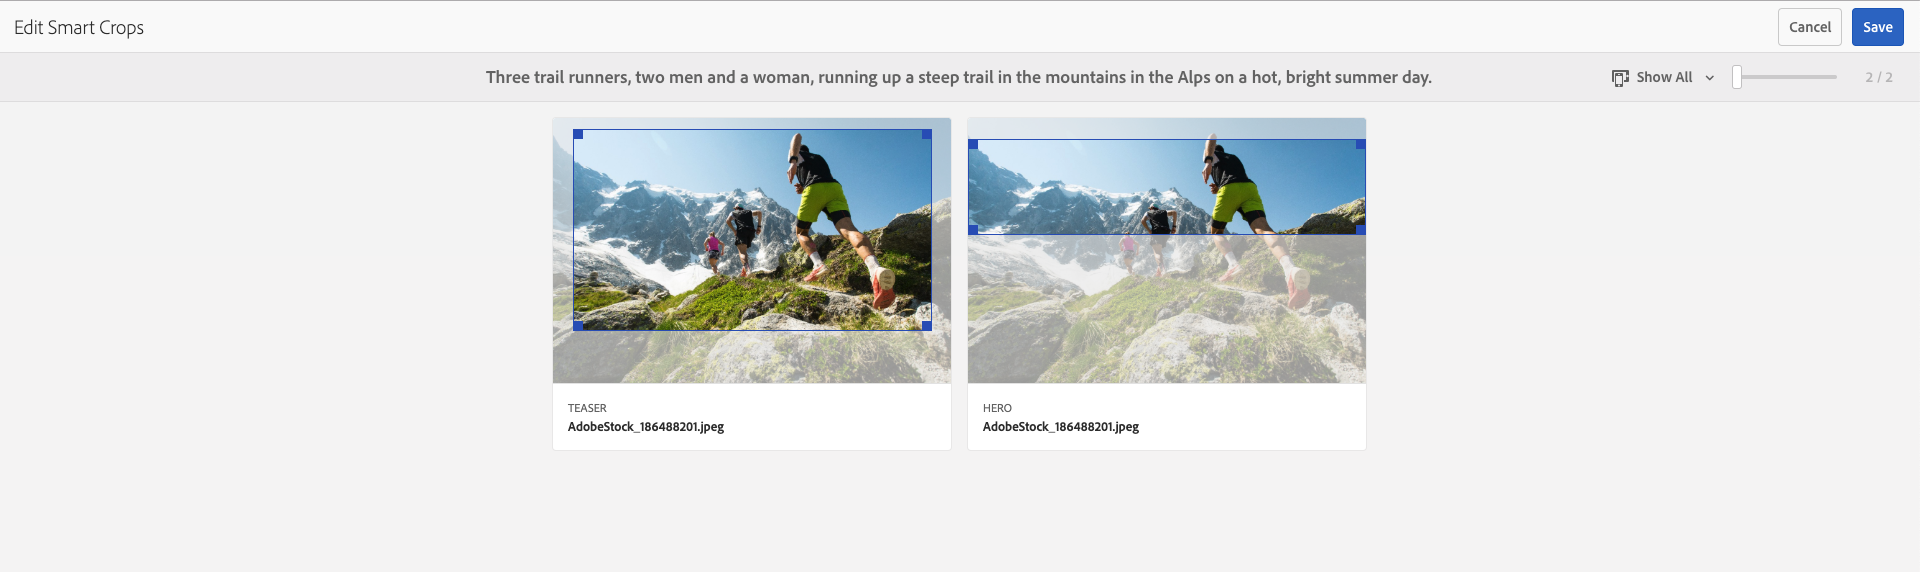 Edit Smart Crops
Cancel
Save
Three trail runners, two men and a woman, running up a steep trail in the mountains in the Alps on a hot, bright summer day.
Show All
2 / 2
TEASER
AdobeStock_186488201.jpeg
HERO
AdobeStock_186488201.jpeg